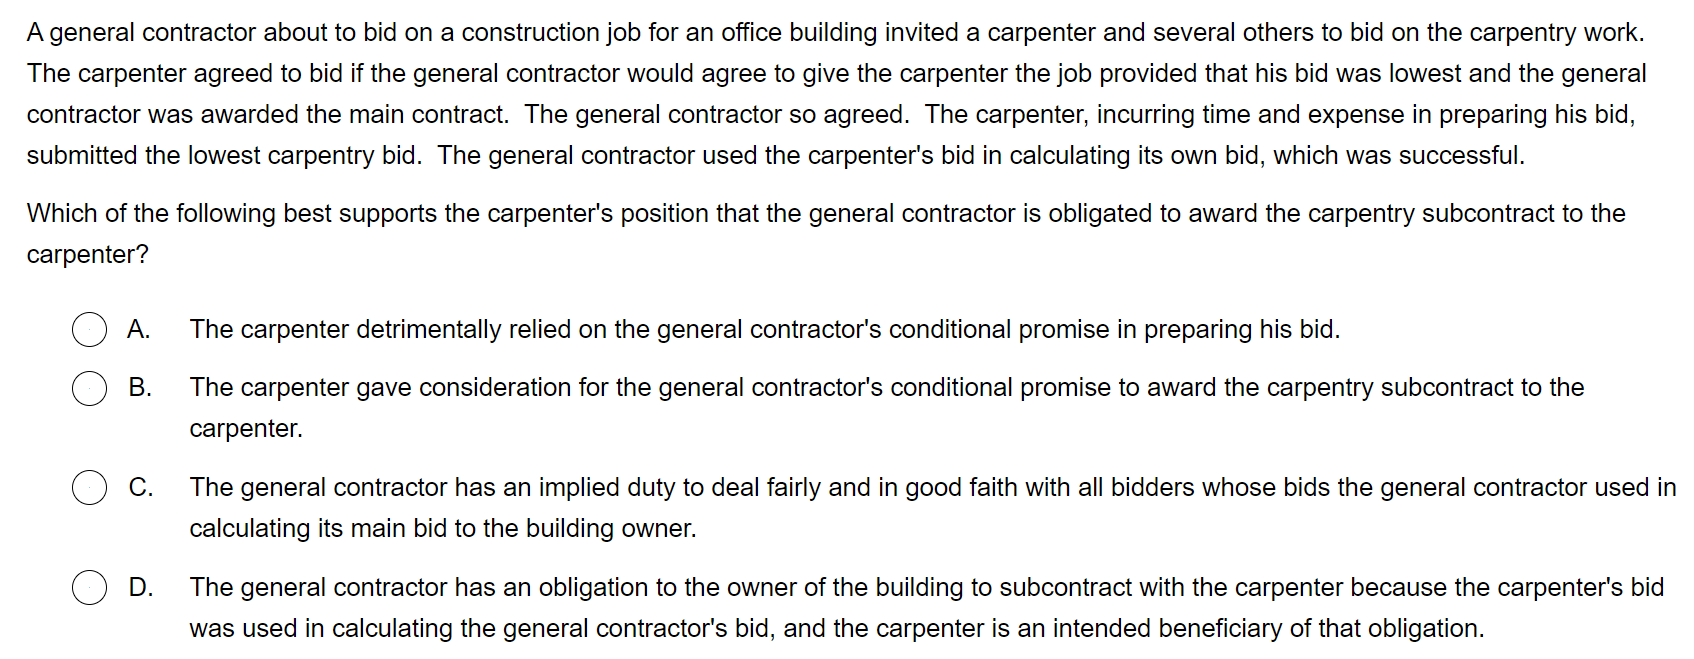 A general contractor about to bid on a construction job for an office building invited a carpenter and several others to bid on the carpentry work.
The carpenter agreed to bid if the general contractor would agree to give the carpenter the job provided that his bid was lowest and the general
contractor was awarded the main contract.  The general contractor so agreed.  The carpenter, incurring time and expense in preparing his bid,
submitted the lowest carpentry bid.  The general contractor used the carpenter's bid in calculating its own bid, which was successful.
Which of the following best supports the carpenter's position that the general contractor is obligated to award the carpentry subcontract to the
carpenter?
A. The carpenter detrimentally relied on the general contractor's conditional promise in preparing his bid.
B. The carpenter gave consideration for the general contractor's conditional promise to award the carpentry subcontract to the
carpenter.
C. The general contractor has an implied duty to deal fairly and in good faith with all bidders whose bids the general contractor used in
calculating its main bid to the building owner.
D. The general contractor has an obligation to the owner of the building to subcontract with the carpenter because the carpenter's bid
was used in calculating the general contractor's bid, and the carpenter is an intended beneficiary of that obligation.